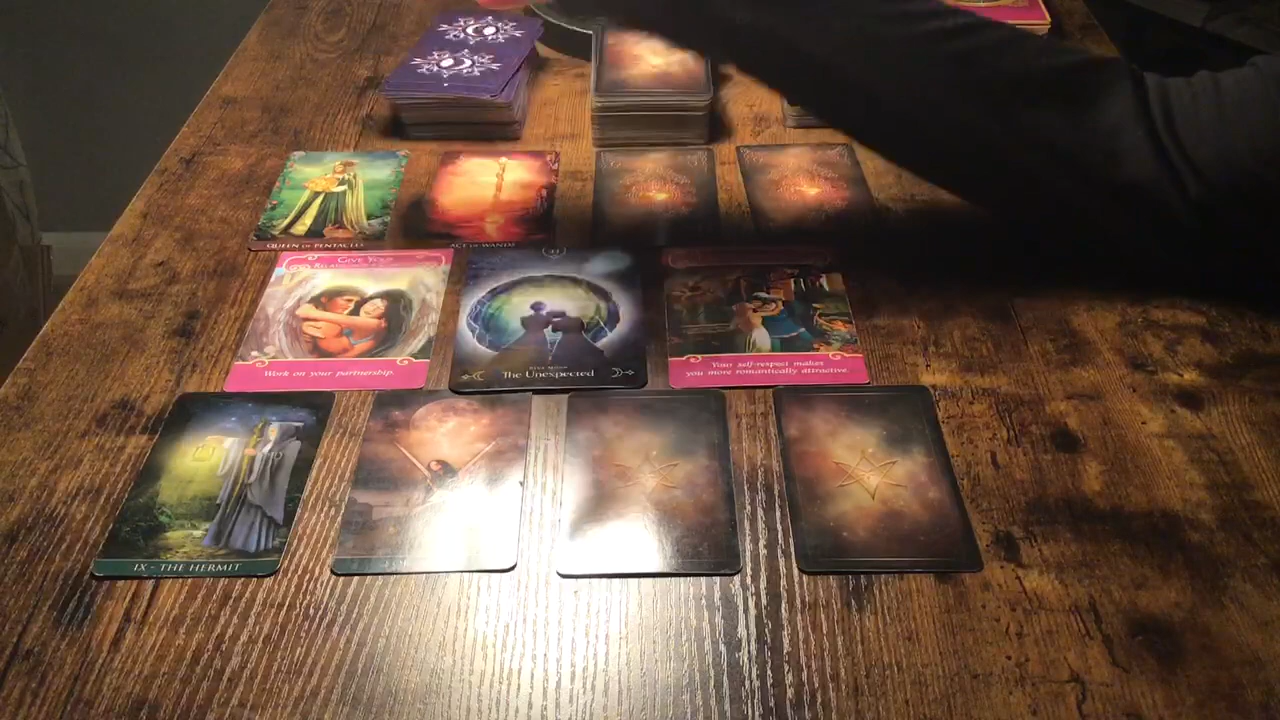 QUEEN OF PENTACLES
ACE OF WANDS
GIVE YOUR
Work on your partnership.
41
The Unexpected
Your self-respect makes
you more romantically attractive.
IX - THE HERMIT